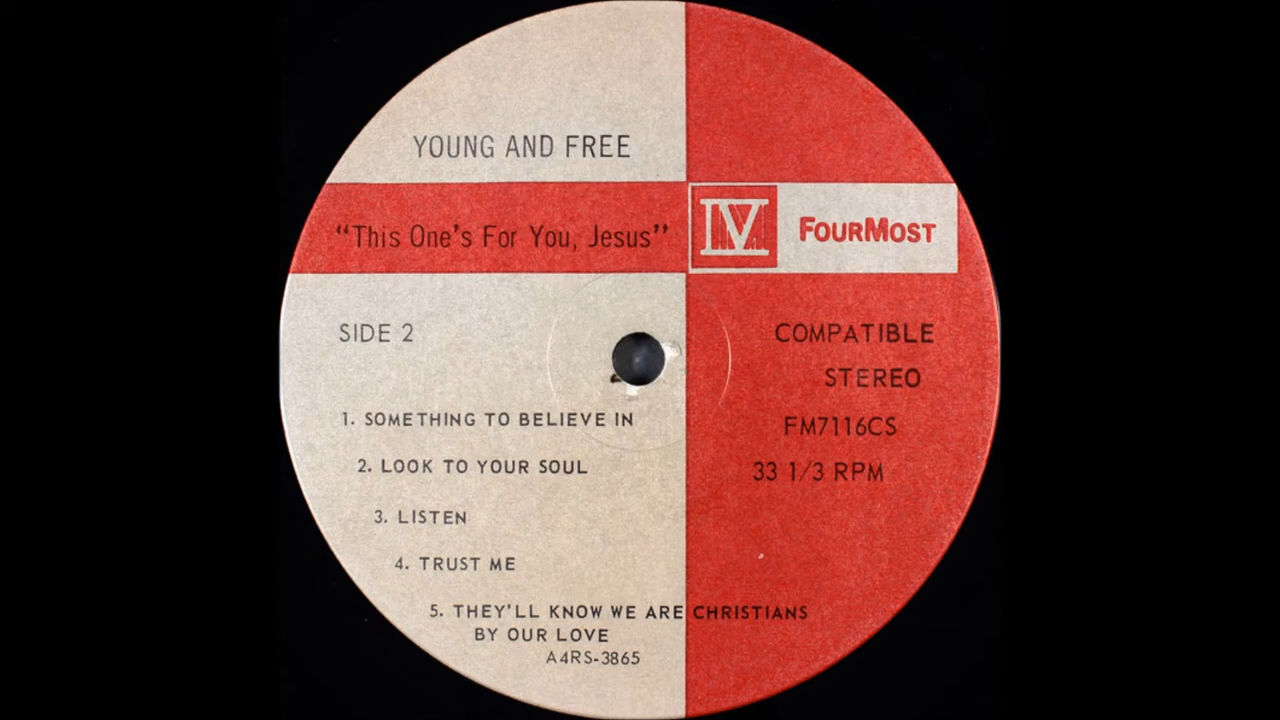 YOUNG AND FREE
"This One's For You, Jesus"
IV FOURMOST
SIDE 2
COMPATIBLE
STEREO
FM7116CS
33 1/3 RPM
1. SOMETHING TO BELIEVE IN
2. LOOK TO YOUR SOUL
3. LISTEN
4. TRUST ME
5. THEY'LL KNOW WE ARE CHRISTIANS
BY OUR LOVE
A4RS-3865